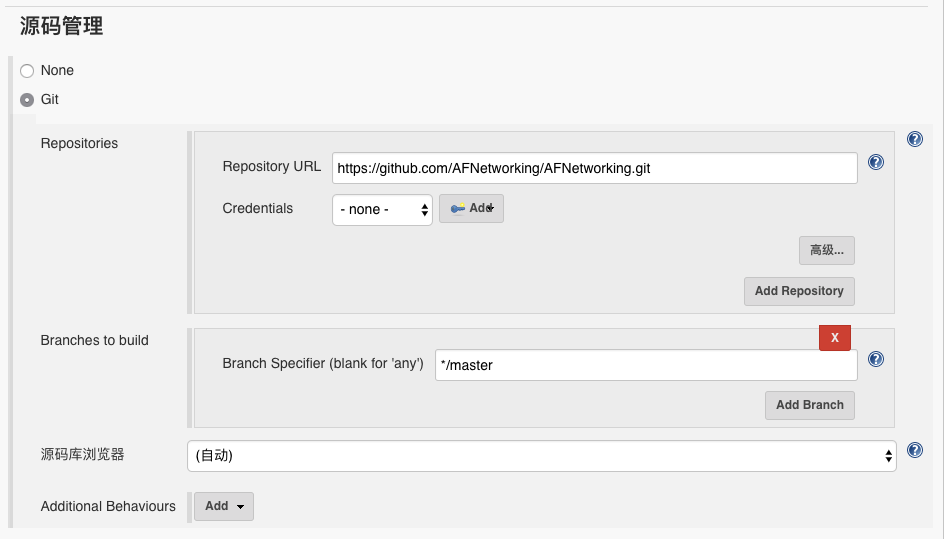 源码管理
None
Git
Repositories
Repository URL https://github.com/AFNetworking/AFNetworking.git
Credentials - none - Add
高级...
Add Repository
Branches to build
X
Branch Specifier (blank for 'any') */master
Add Branch
源码库浏览器 (自动)
Additional Behaviours Add